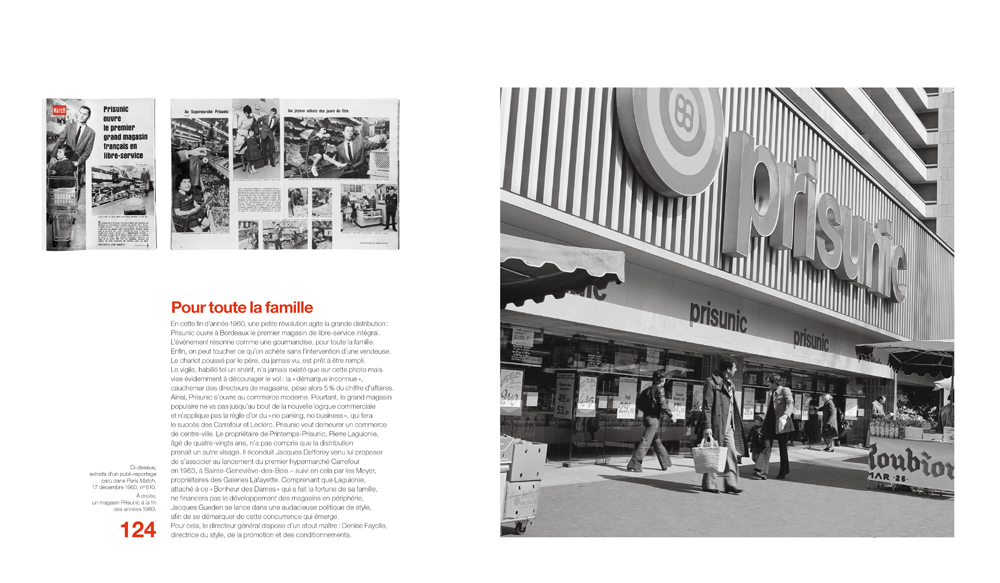 MATCH
Prisunic
ouvre
le premier
grand magasin
français en
libre-service
Au Supermarché Prisunic
les joyeux achats des jours de fête
Pour toute la famille
En cette fin d'année 1960, une petite révolution agite la grande distribution :
Prisunic ouvre à Bordeaux le premier magasin de libre-service intégral.
L'événement résonne comme une gourmandise, pour toute la famille.
Enfin, on peut toucher ce qu'on achète sans l'intervention d'une vendeuse.
Le chariot poussé par le père, du jamais vu, est prêt à être rempli.
Le vigile, habillé tel un shérif, n'a jamais existé que sur cette photo mais
vise évidemment à décourager le vol : la « démarque inconnue »,
cauchemar des directeurs de magasins, pèse alors 5 % du chiffre d'affaires.
Ainsi, Prisunic s'ouvre au commerce moderne. Pourtant, le grand magasin
populaire ne va pas jusqu'au bout de la nouvelle logique commerciale
et n'applique pas la règle d'or du « no parking, no business », qui fera
le succès des Carrefour et Leclerc. Prisunic veut demeurer un commerce
de centre-ville. Le propriétaire de Printemps-Prisunic, Pierre Laguionie,
âgé de quatre-vingts ans, n'a pas compris que la distribution
prenait un autre visage. Il éconduit Jacques Defforey venu lui proposer
de s'associer au lancement du premier hypermarché Carrefour
en 1963, à Sainte-Geneviève-des-Bois – suivi en cela par les Meyer,
propriétaires des Galeries Lafayette. Comprenant que Laguionie,
attaché à ce « Bonheur des Dames » qui a fait la fortune de sa famille,
ne financera pas le développement des magasins en périphérie,
Jacques Gueden se lance dans une audacieuse politique de style,
afin de se démarquer de cette concurrence qui émerge.
Pour cela, le directeur général dispose d'un atout maître : Denise Fayolle,
directrice du style, de la promotion et des conditionnements.
Ci-dessus,
extraits d'un publi-reportage
paru dans Paris Match,
17 décembre 1960, n° 610.
À droite,
un magasin Prisunic à la fin
des années 1960.
124
prisunic
prisunic
prisunic
Roubion
MAR - 26 -